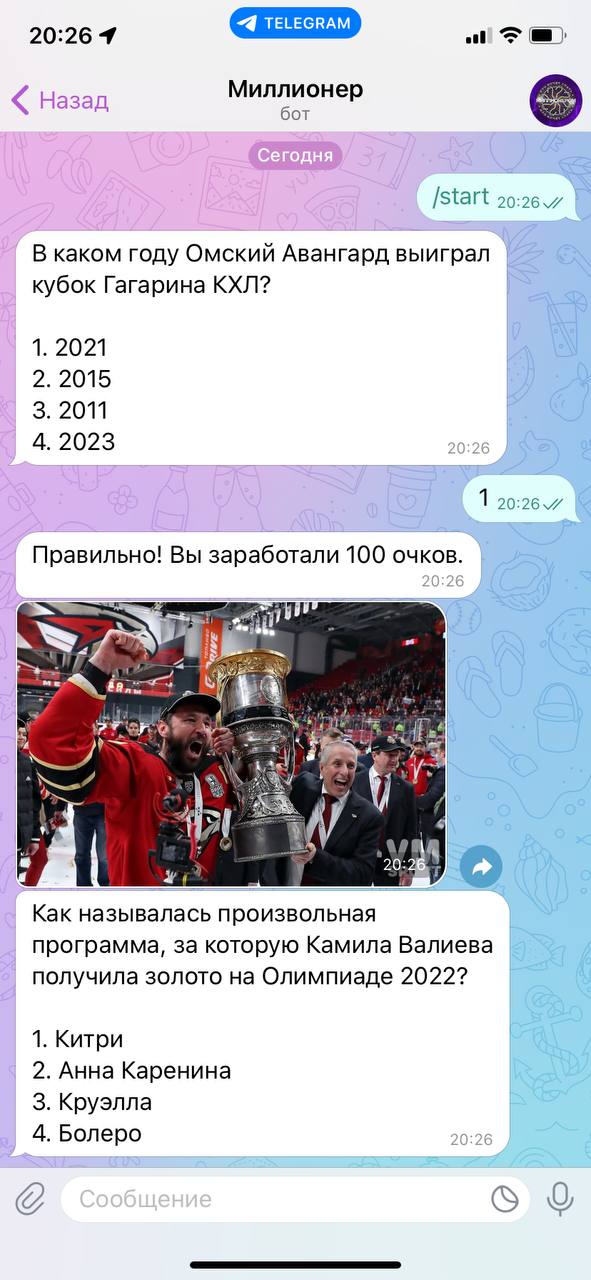 20:26
TELEGRAM
Назад
Миллионер
бот
Сегодня
/start 20:26
В каком году Омский Авангард выиграл
кубок Гагарина КХЛ?
1. 2021
2. 2015
3. 2011
4. 2023
20:26
1 20:26
Правильно! Вы заработали 100 очков.
20:26
DRIVE
20:26
Как называлась произвольная
программа, за которую Камила Валиева
получила золото на Олимпиаде 2022?
1. Китри
2. Анна Каренина
3. Круэлла
4. Болеро
20:26
Сообщение